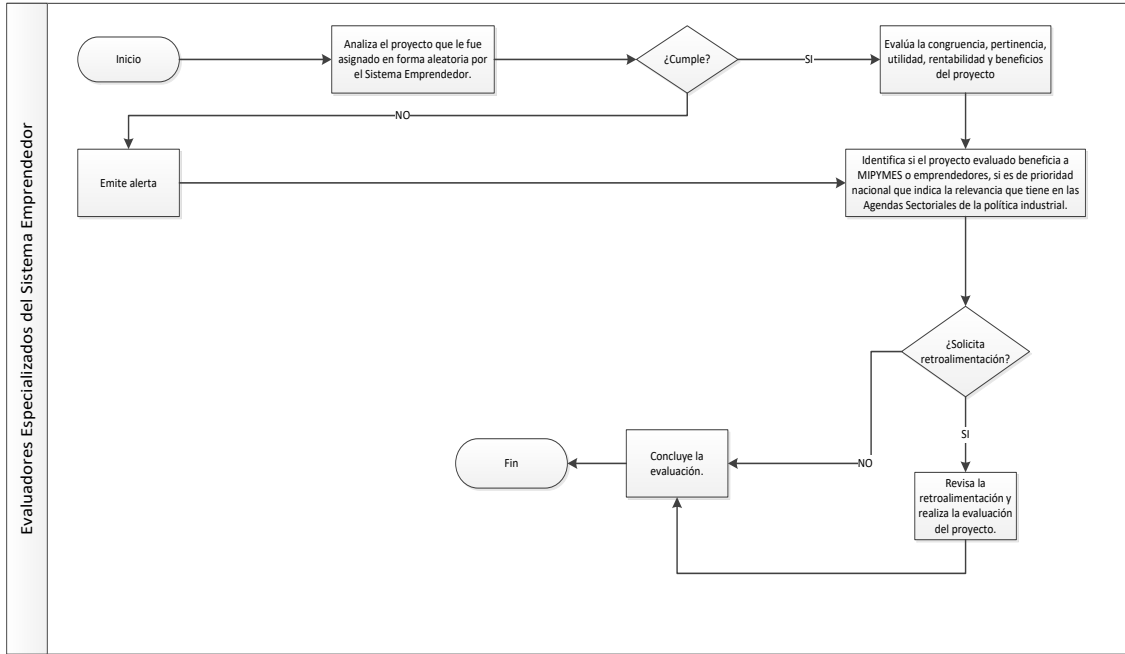 Evaluadores Especializados del Sistema Emprendedor
Inicio
Analiza el proyecto que le fue
asignado en forma aleatoria por
el Sistema Emprendedor.
¿Cumple?
SI
Evalúa la congruencia, pertinencia,
utilidad, rentabilidad y beneficios
del proyecto
NO
Emite alerta
Identifica si el proyecto evaluado beneficia a
MIPYMES o emprendedores, si es de prioridad
nacional que indica la relevancia que tiene en las
Agendas Sectoriales de la política industrial.
¿Solicita
retroalimentación?
SI
NO
Concluye la
evaluación.
Fin
Revisa la
retroalimentación y
realiza la evaluación
del proyecto.